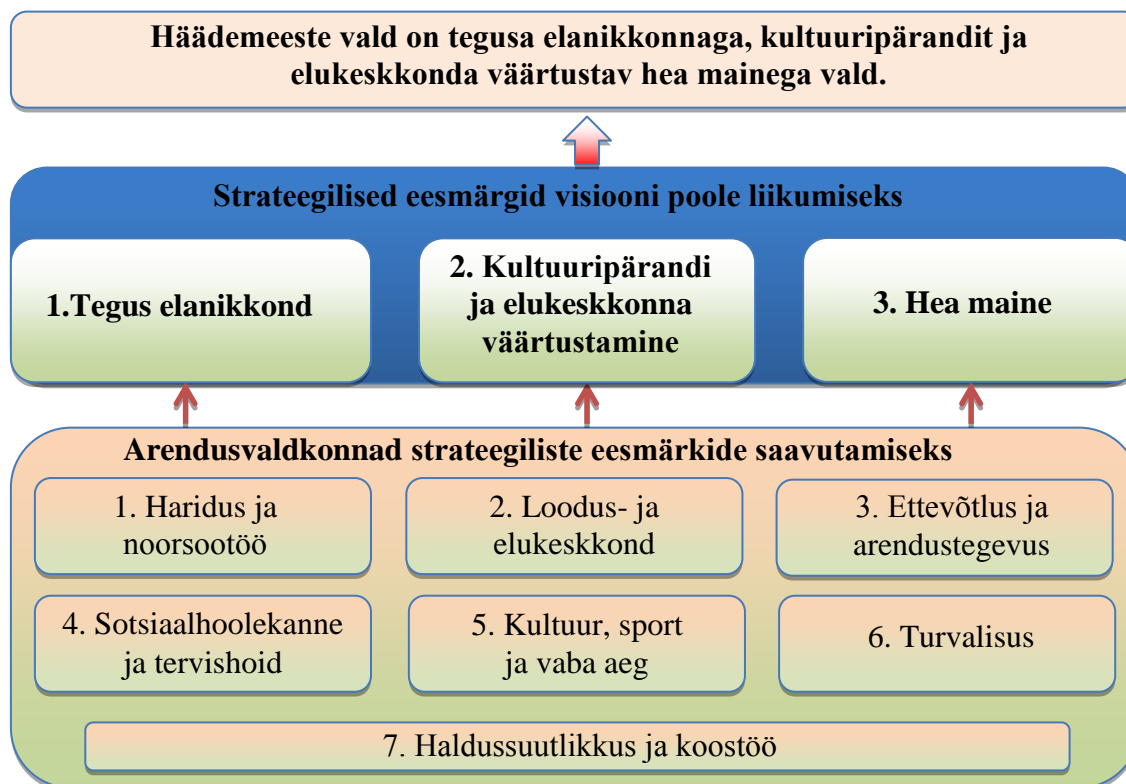 Häädemeeste vald on tegusa elanikkonnaga, kultuuripärandit ja
elukeskkonda väärtustav hea mainega vald.
Strateegilised eesmärgid visiooni poole liikumiseks
1.Tegus elanikkond
2. Kultuuripärandi
ja elukeskkonna
väärtustamine
3. Hea maine
Arendusvaldkonnad strateegiliste eesmärkide saavutamiseks
1. Haridus ja
noorsootöö
2. Loodus- ja
elukeskkond
3. Ettevõtlus ja
arendustegevus
4. Sotsiaalhoolekanne
ja tervishoid
5. Kultuur, sport
ja vaba aeg
6. Turvalisus
7. Haldussuutlikkus ja koostöö